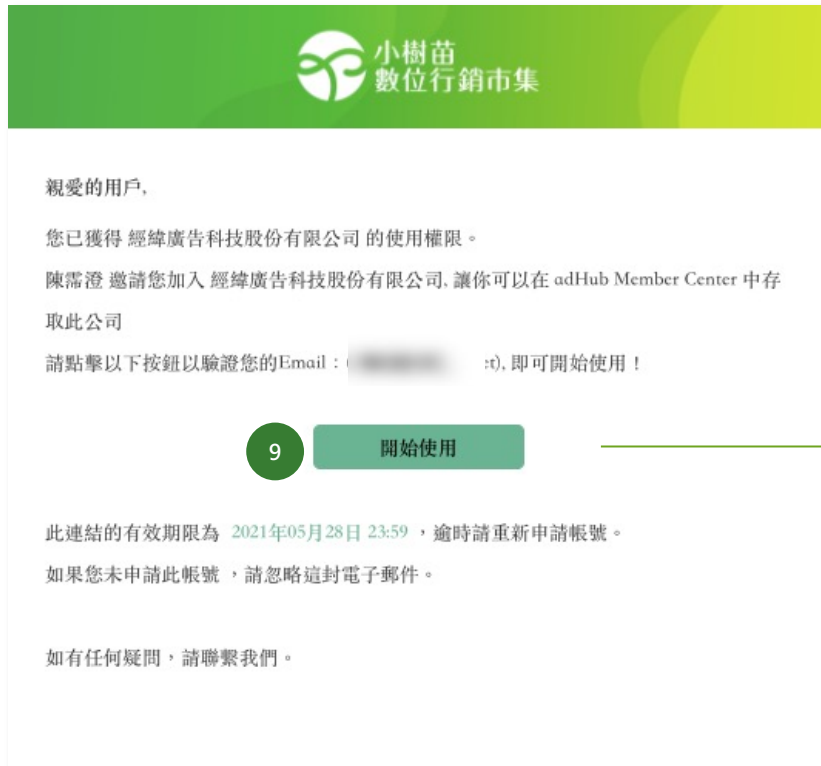 小樹苗
數位行銷市集
親愛的用戶,
您已獲得 經緯廣告科技股份有限公司 的使用權限。
陳霈澄 邀請您加入 經緯廣告科技股份有限公司, 讓你可以在 adHub Member Center 中存
取此公司
請點擊以下按鈕以驗證您的Email：( :t), 即可開始使用！
9 開始使用
此連結的有效期限為 2021年05月28日 23:59 ，逾時請重新申請帳號。
如果您未申請此帳號 ，請忽略這封電子郵件。
如有任何疑問，請聯繫我們。